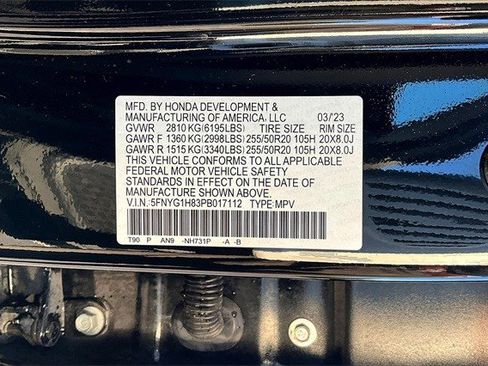 MFD. BY HONDA DEVELOPMENT &
MANUFACTURING OF AMERICA, LLC 03/'23
GVWR 2810 KG (6195LBS) TIRE SIZE RIM SIZE
GAWR F 1360 KG (2998LBS) 255/50R20 105H 20X8.0J
GAWR R 1515 KG (3340LBS) 255/50R20 105H 20X8.0J
THIS VEHICLE CONFORMS TO ALL APPLICABLE
FEDERAL MOTOR VEHICLE SAFETY
STANDARDS IN EFFECT ON THE DATE OF
MANUFACTURE SHOWN ABOVE.
V.I.N.: 5FNYG1H83PB017112 TYPE: MPV
T90 P AN9 -NH731P -A -B